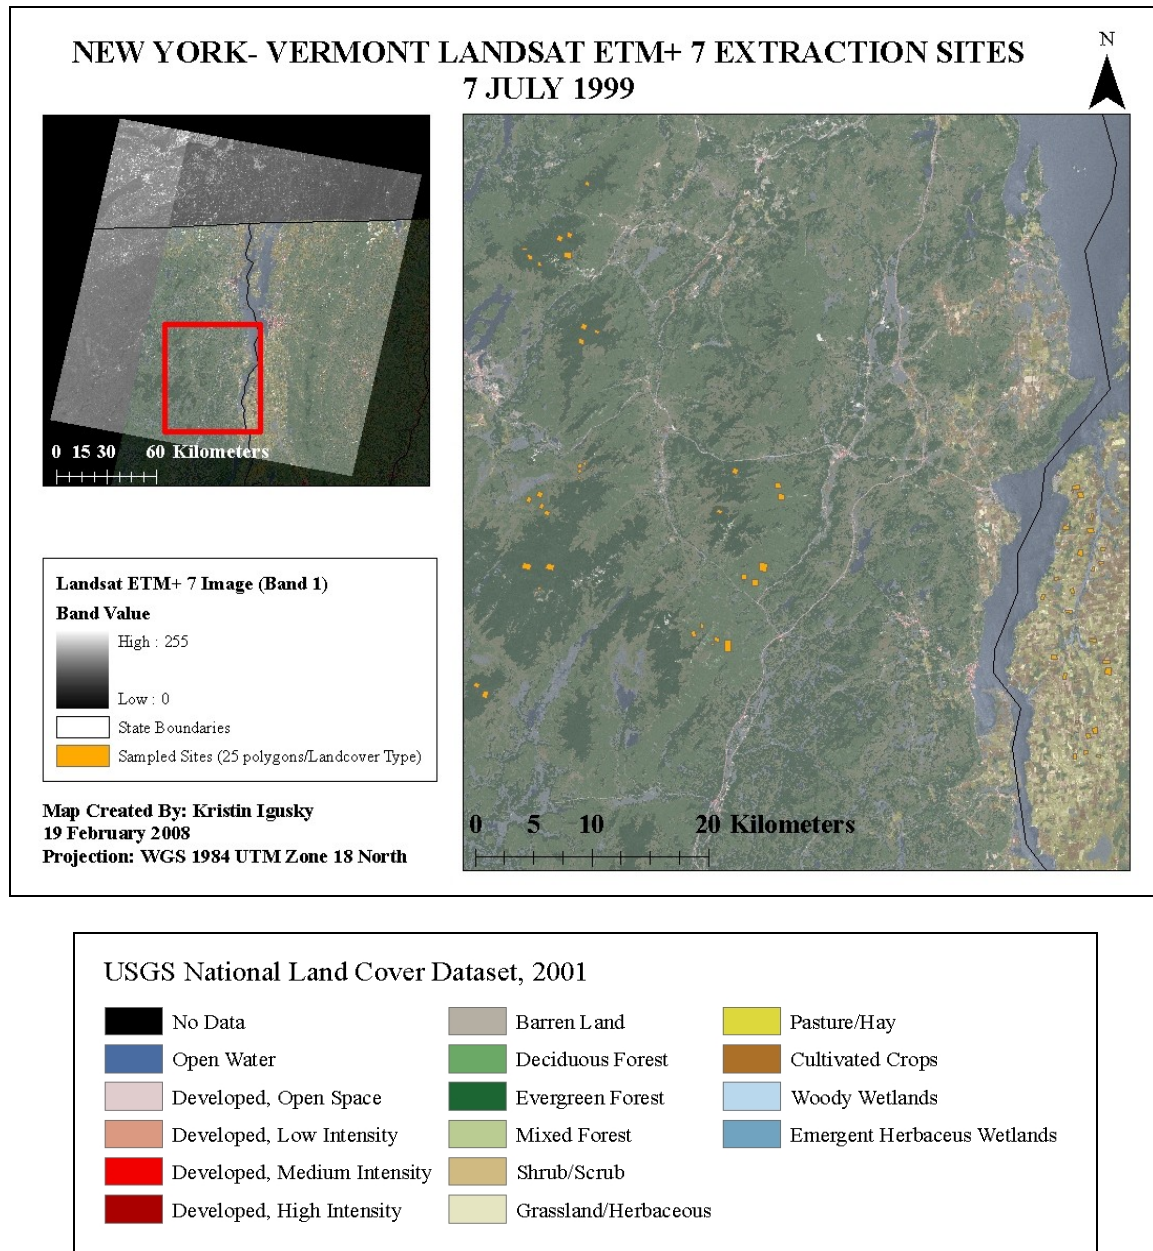 NEW YORK- VERMONT LANDSAT ETM+ 7 EXTRACTION SITES
7 JULY 1999
N
0 15 30 60 Kilometers
Landsat ETM+ 7 Image (Band 1)
Band Value
High : 255
Low : 0
State Boundaries
Sampled Sites (25 polygons/Landcover Type)
Map Created By: Kristin Igusky
19 February 2008
Projection: WGS 1984 UTM Zone 18 North
0 5 10 20 Kilometers
USGS National Land Cover Dataset, 2001
No Data
Open Water
Developed, Open Space
Developed, Low Intensity
Developed, Medium Intensity
Developed, High Intensity
Barren Land
Deciduous Forest
Evergreen Forest
Mixed Forest
Shrub/Scrub
Grassland/Herbaceous
Pasture/Hay
Cultivated Crops
Woody Wetlands
Emergent Herbaceus Wetlands